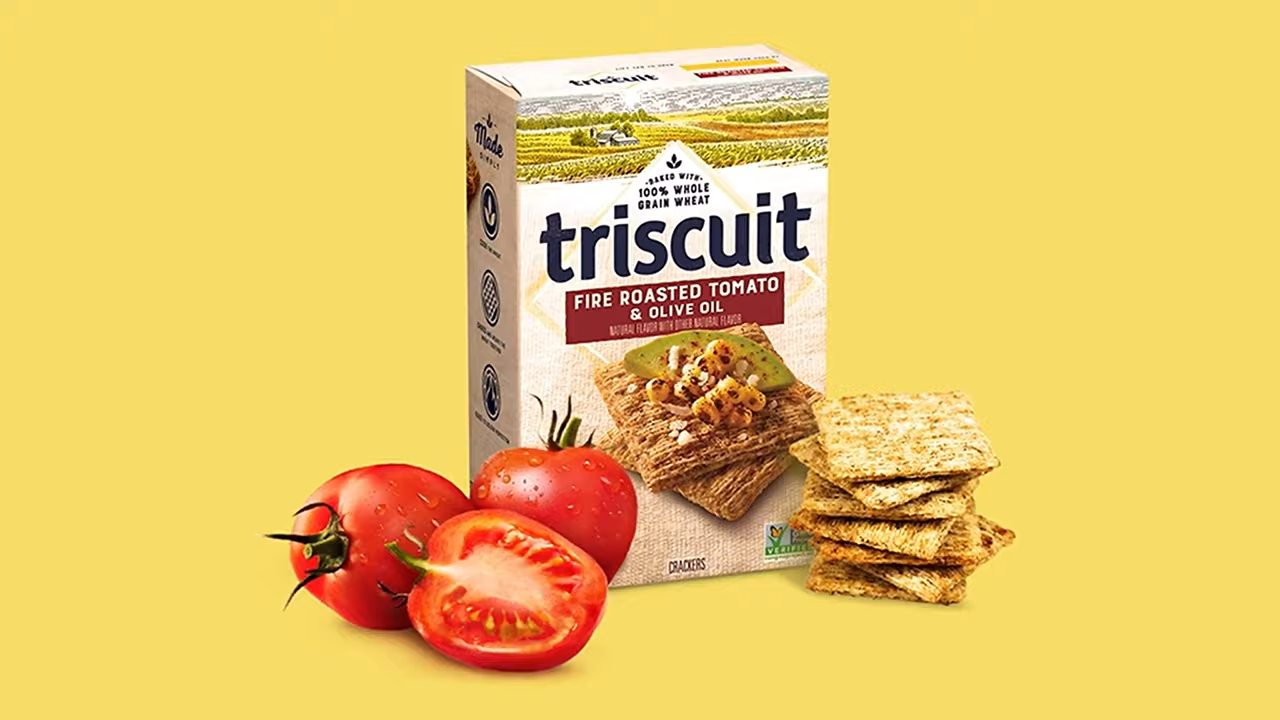 triscuit
Made
SIMPLY
BAKED WITH
100% WHOLE
GRAIN WHEAT
triscuit
FIRE ROASTED TOMATO
& OLIVE OIL
NATURAL FLAVOR WITH OTHER NATURAL FLAVOR
VERIFIED
CRACKERS